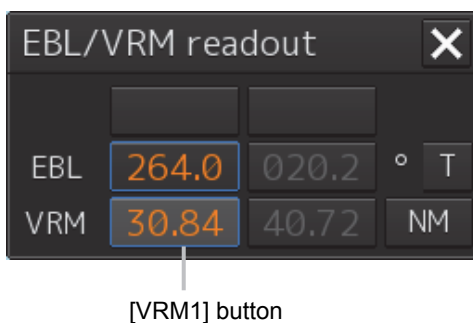 EBL/VRM readout
EBL 264.0 020.2 ° T
VRM 30.84 40.72 NM
[VRM1] button